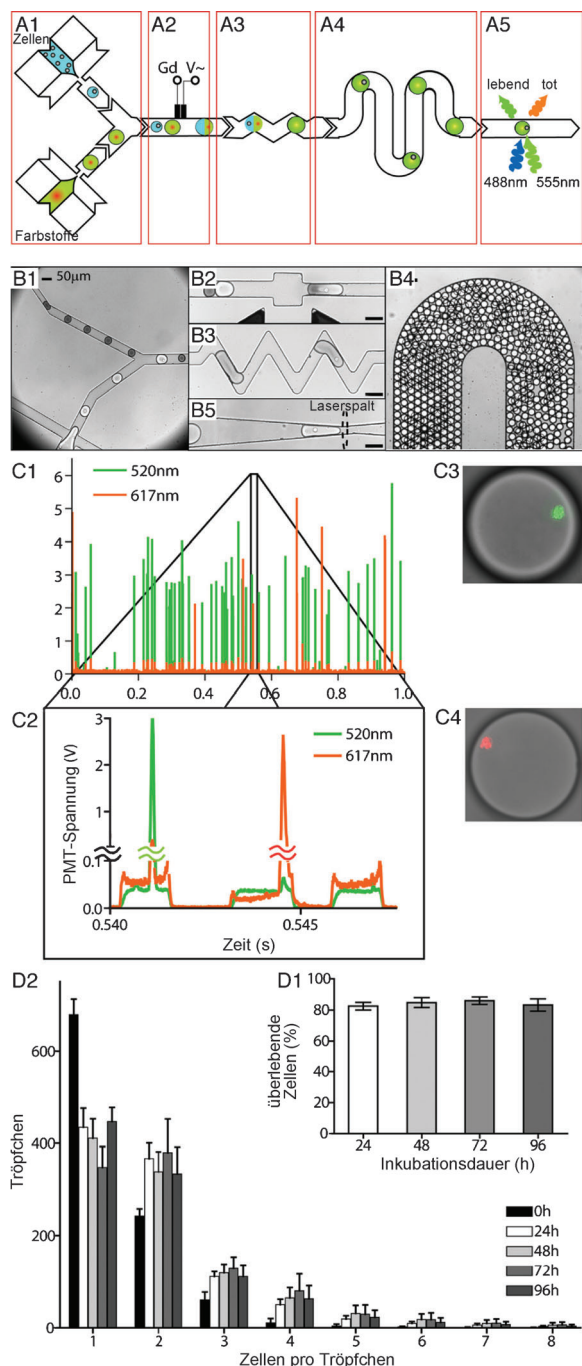 A1 A2 A3 A4 A5
Zellen
Gd V~
lebend tot
488nm 555nm
Farbstoffe
B1 50µm B2 B4
B3
B5 Laserspalt
C1 520nm
617nm
C3
6
5
4
3
2
1
0
0.0 0.2 0.4 0.6 0.8 1.0
C2 520nm
617nm
C4
PMT-Spannung (V)
3
2
1
0.1
0.0
0.540 0.545
Zeit (s)
D2 D1
überlebende
Zellen (%)
100
80
60
40
20
0
24 48 72 96
Inkubationsdauer (h)
Tröpfchen
600
400
200
0
0h
24h
48h
72h
96h
1 2 3 4 5 6 7 8
Zellen pro Tröpfchen